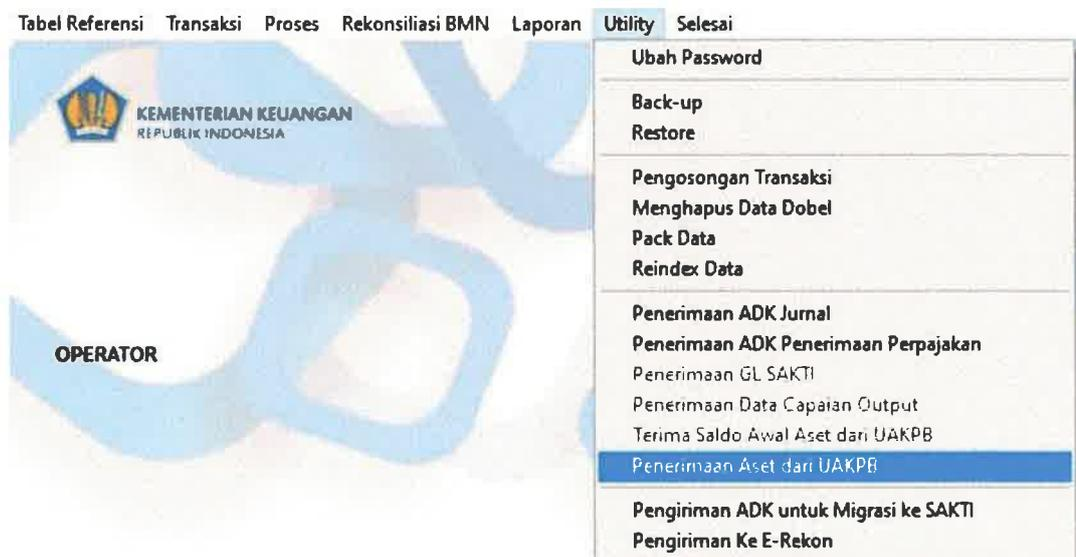 Tabel Referensi Transaksi Proses Rekonsiliasi BMN Laporan Utility Selesai
KEMENTERIAN KEUANGAN
REPUBLIK INDONESIA
OPERATOR
Ubah Password
Back-up
Restore
Pengosongan Transaksi
Menghapus Data Dobel
Pack Data
Reindex Data
Penerimaan ADK Jurnal
Penerimaan ADK Penerimaan Perpajakan
Penerimaan GL SAKTI
Penerimaan Data Capaian Output
Terima Saldo Awal Aset dari UAKPB
Penerimaan Aset dari UAKPB
Pengiriman ADK untuk Migrasi ke SAKTI
Pengiriman Ke E-Rekon